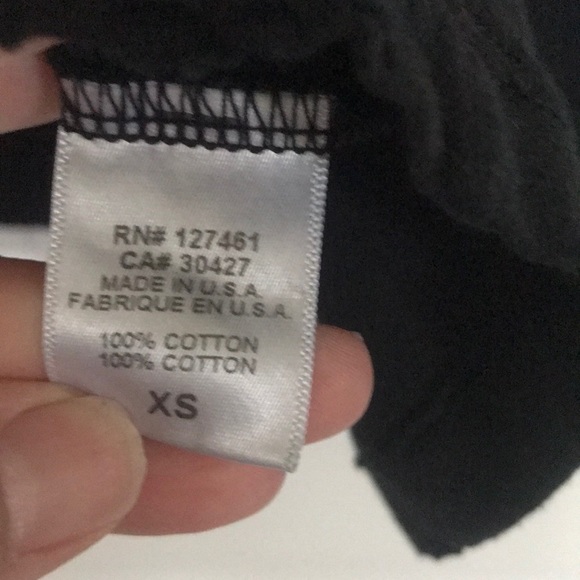 RN# 127461
CA# 30427
MADE IN U.S.A.
FABRIQUE EN U.S.A.
100% COTTON
100% COTTON
XS